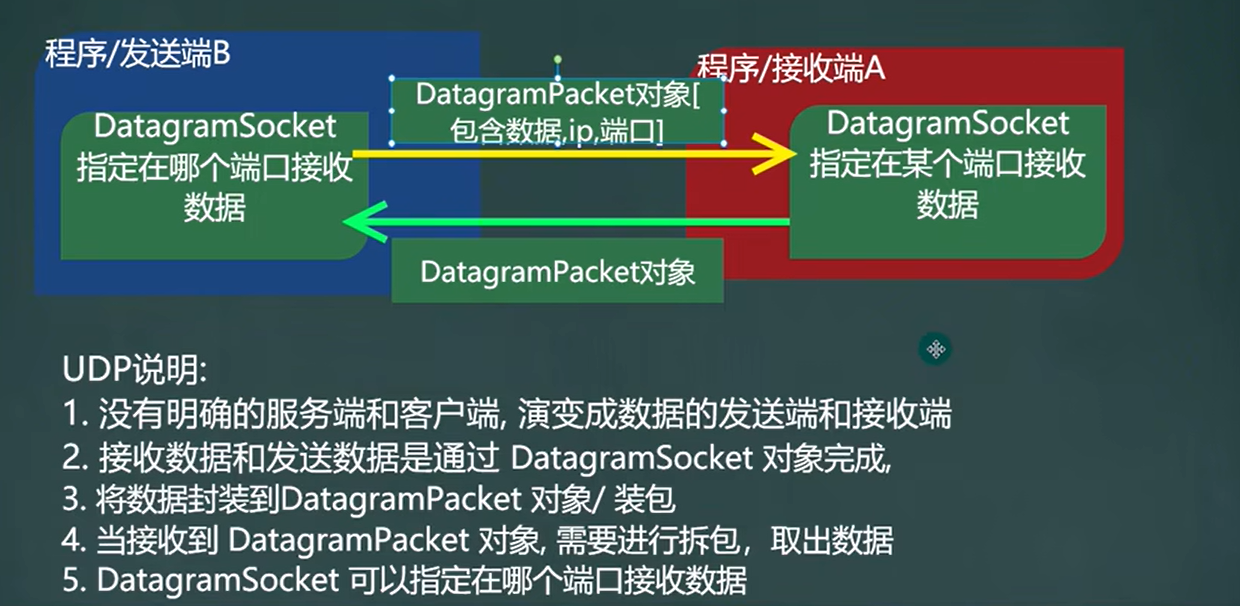 程序/发送端B
程序/接收端A
DatagramPacket对象[
包含数据,ip,端口]
DatagramSocket
指定在哪个端口接收
数据
DatagramSocket
指定在某个端口接收
数据
DatagramPacket对象
UDP说明:
1. 没有明确的服务端和客户端, 演变成数据的发送端和接收端
2. 接收数据和发送数据是通过 DatagramSocket 对象完成,
3. 将数据封装到DatagramPacket 对象/ 装包
4. 当接收到 DatagramPacket 对象, 需要进行拆包，取出数据
5. DatagramSocket 可以指定在哪个端口接收数据